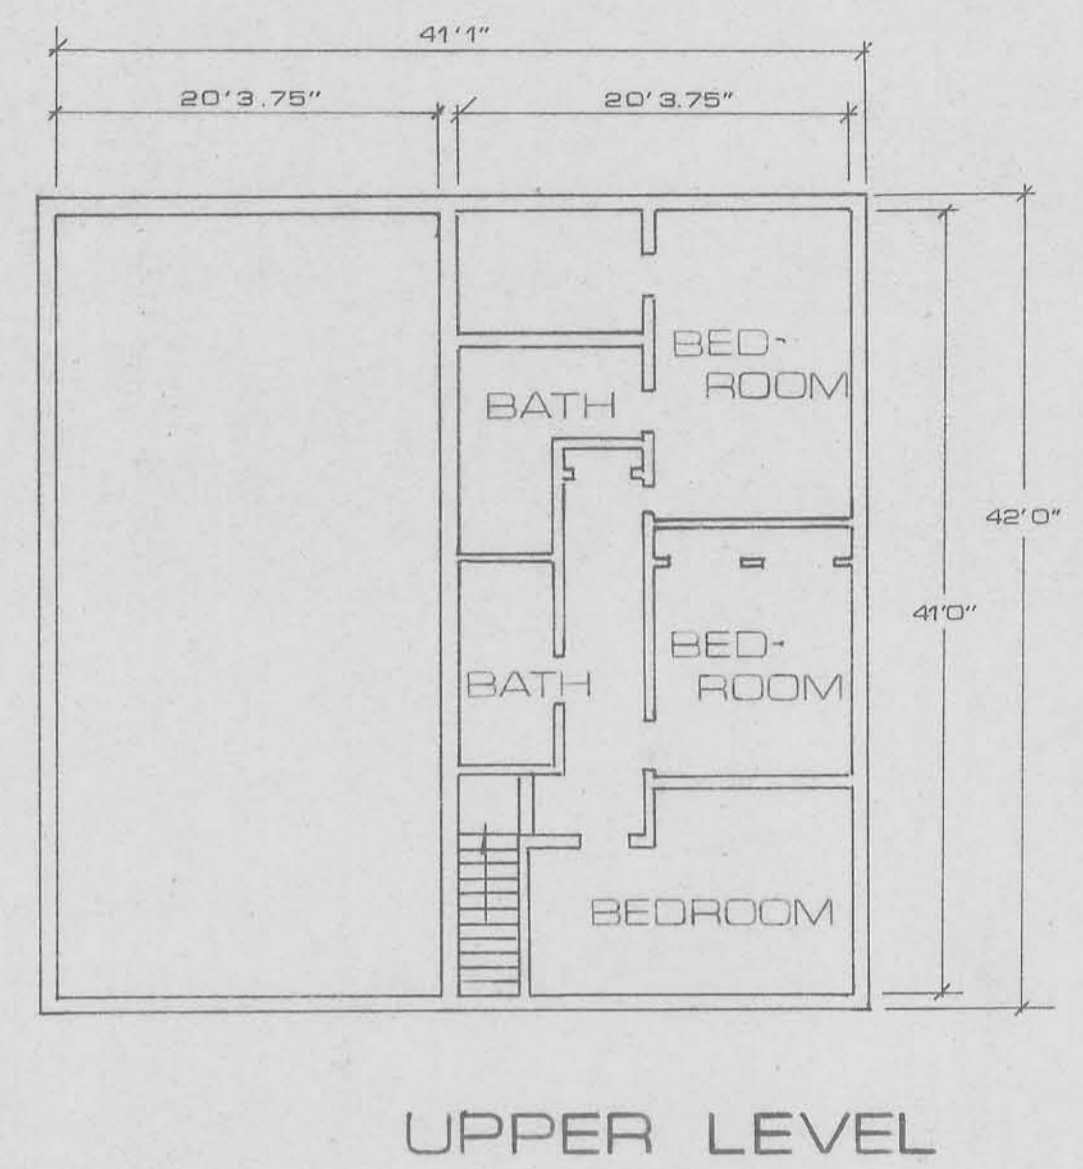 41'1"
20'3.75"
20'3.75"
BED-
ROOM
BATH
42'0"
41'0"
BED-
ROOM
BATH
BEDROOM
UPPER LEVEL